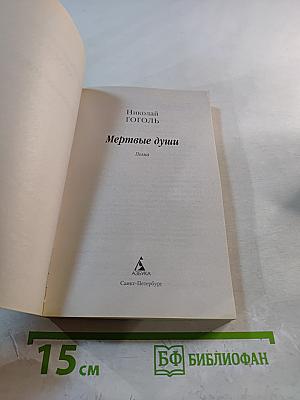 Николай
ГОГОЛЬ
Мертвые души
Поэма
АЗБУКА
Санкт-Петербург
15 см
БФ БИБЛИОФАН